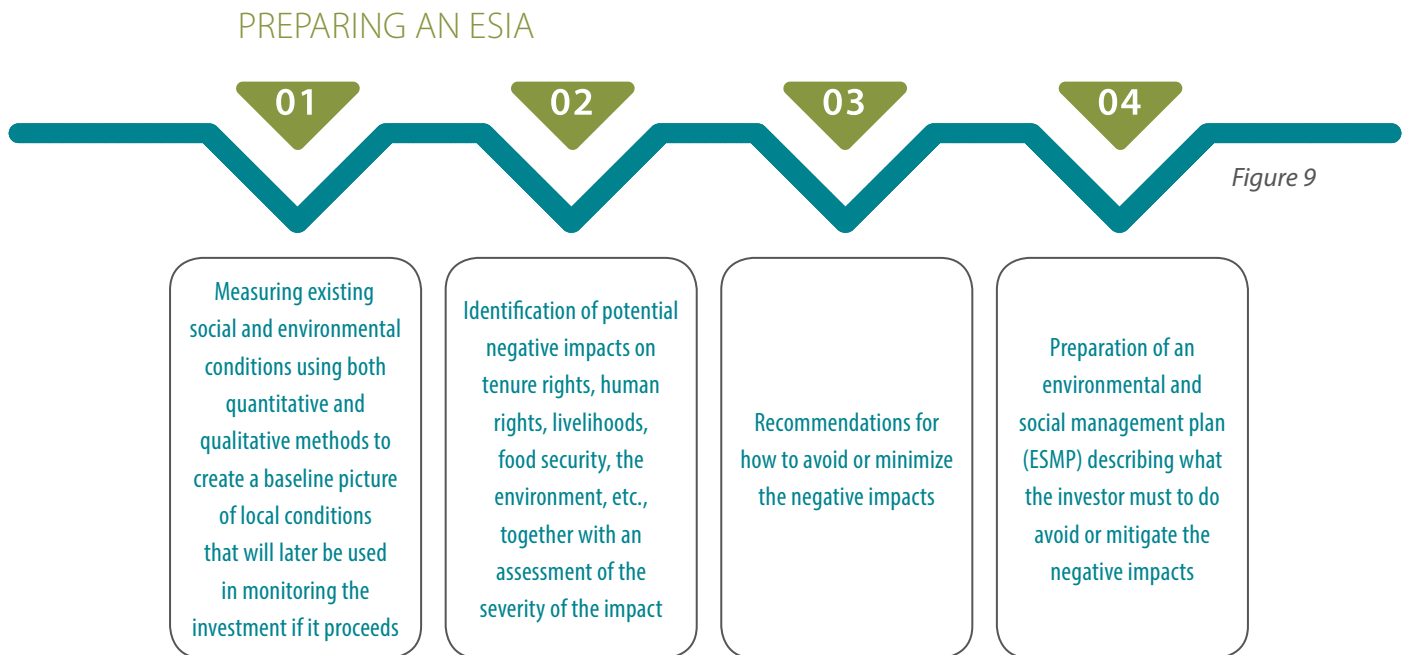 PREPARING AN ESIA
01
02
03
04
Figure 9
Measuring existing
social and environmental
conditions using both
quantitative and
qualitative methods to
create a baseline picture
of local conditions
that will later be used
in monitoring the
investment if it proceeds
Identification of potential
negative impacts on
tenure rights, human
rights, livelihoods,
food security, the
environment, etc.,
together with an
assessment of the
severity of the impact
Recommendations for
how to avoid or minimize
the negative impacts
Preparation of an
environmental and
social management plan
(ESMP) describing what
the investor must to do
avoid or mitigate the
negative impacts